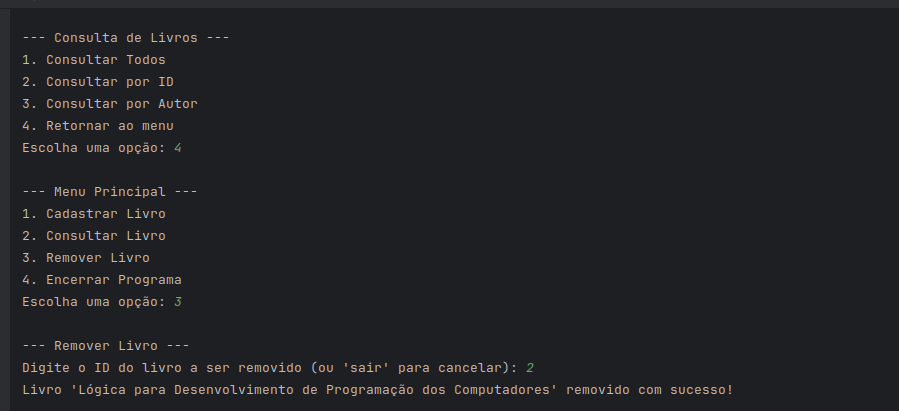 --- Consulta de Livros ---
1. Consultar Todos
2. Consultar por ID
3. Consultar por Autor
4. Retornar ao menu
Escolha uma opção: 4
--- Menu Principal ---
1. Cadastrar Livro
2. Consultar Livro
3. Remover Livro
4. Encerrar Programa
Escolha uma opção: 3
--- Remover Livro ---
Digite o ID do livro a ser removido (ou 'sair' para cancelar): 2
Livro 'Lógica para Desenvolvimento de Programação dos Computadores' removido com sucesso!